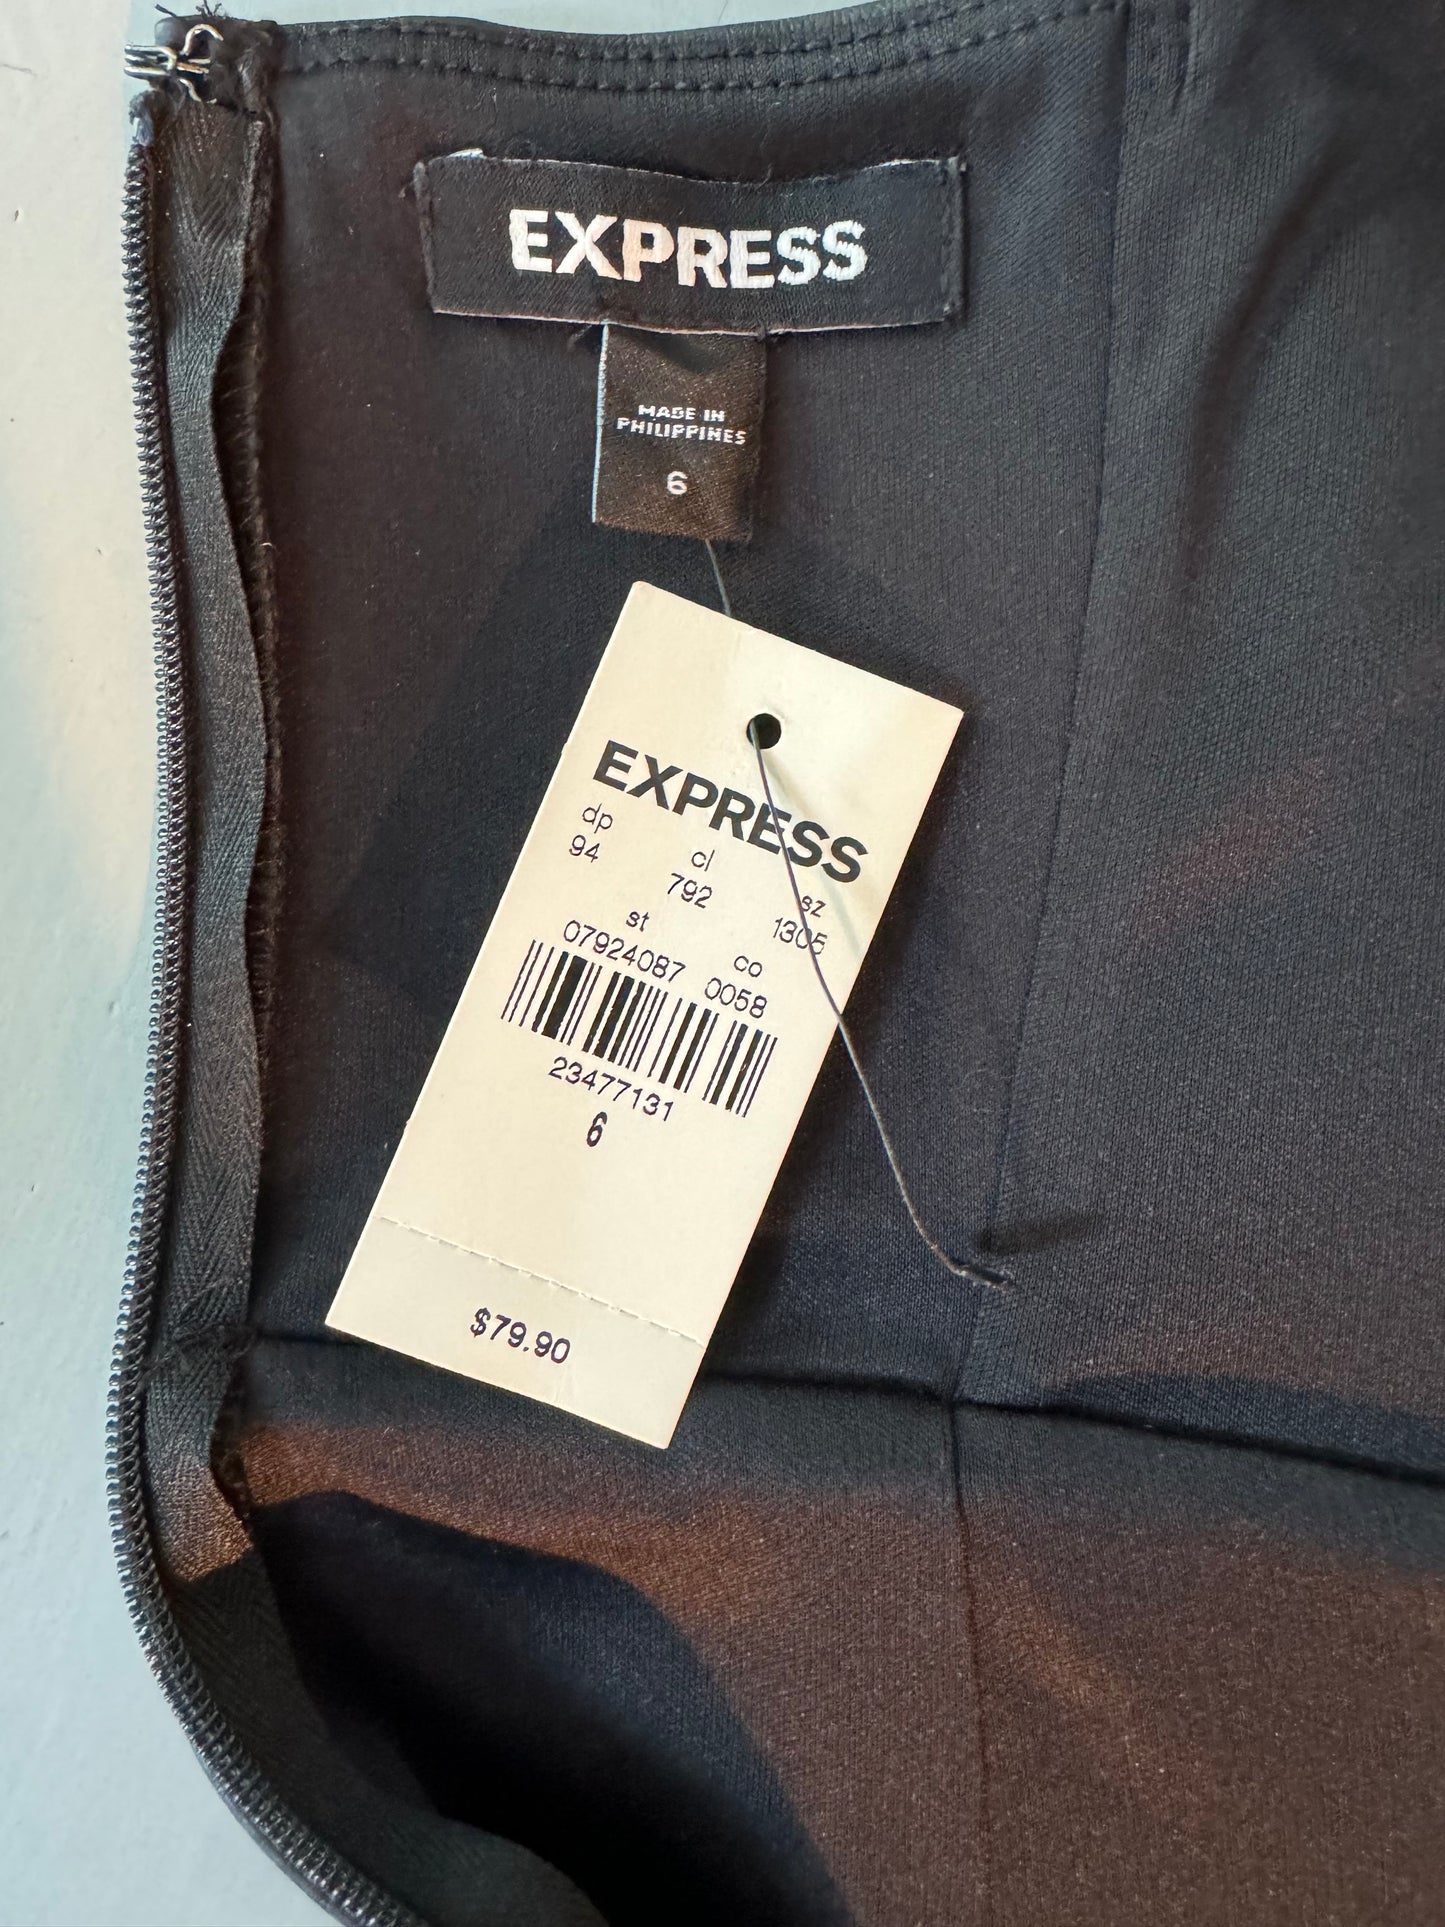 EXPRESS
MADE IN
PHILIPPINES
6
EXPRESS
dp cl sz
94 792 1305
st co
07924087 0058
23477131
6
$79.90